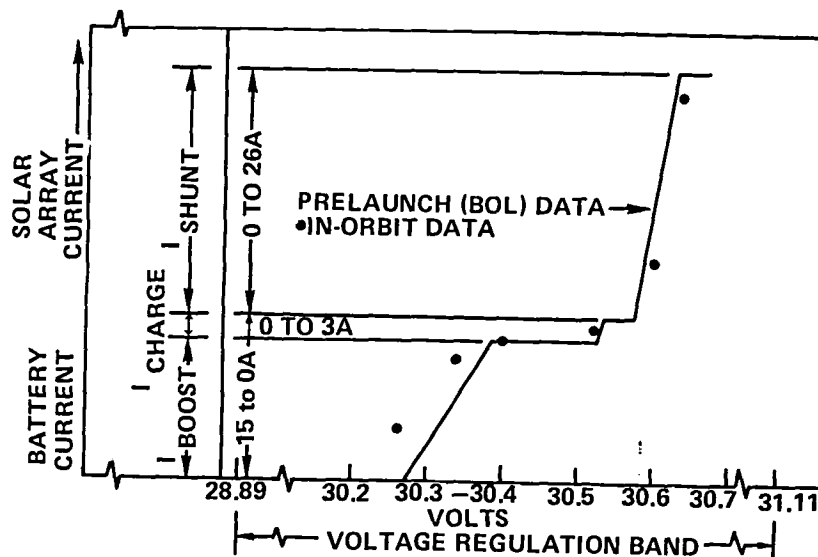 SOLAR
ARRAY
CURRENT
BATTERY
CURRENT
I SHUNT
I CHARGE
I BOOST
0 TO 26A
0 TO 3A
15 to 0A
PRELAUNCH (BOL) DATA
•IN-ORBIT DATA
28.89 30.2 30.3 –30.4 30.5 30.6 30.7 31.11
VOLTS
VOLTAGE REGULATION BAND